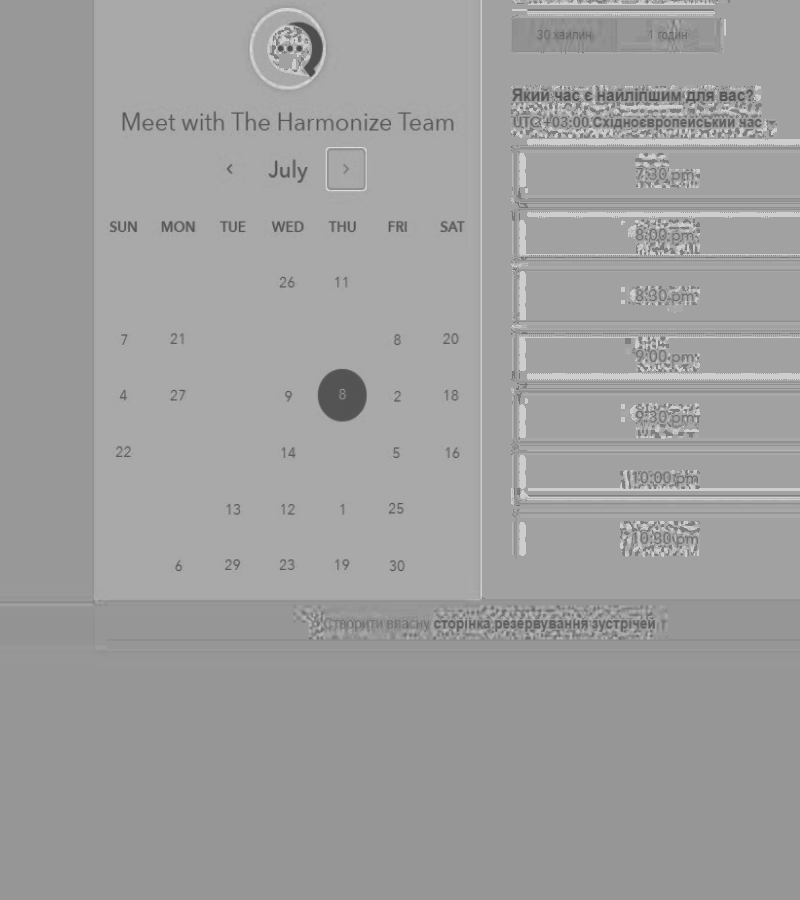 Meet with The Harmonize Team
July
SUN MON TUE WED THU FRI SAT
26 11
7 21 8 20
4 27 9 8 2 18
22 14 5 16
13 12 1 25
6 29 23 19 30
30 хвилин 1 годин
Який час є найліпшим для вас?
UTC +03:00 Східноєвропейський час
7:30 pm
8:00 pm
8:30 pm
9:00 pm
9:30 pm
10:00 pm
10:30 pm
Створити власну сторінка резервування зустрічей